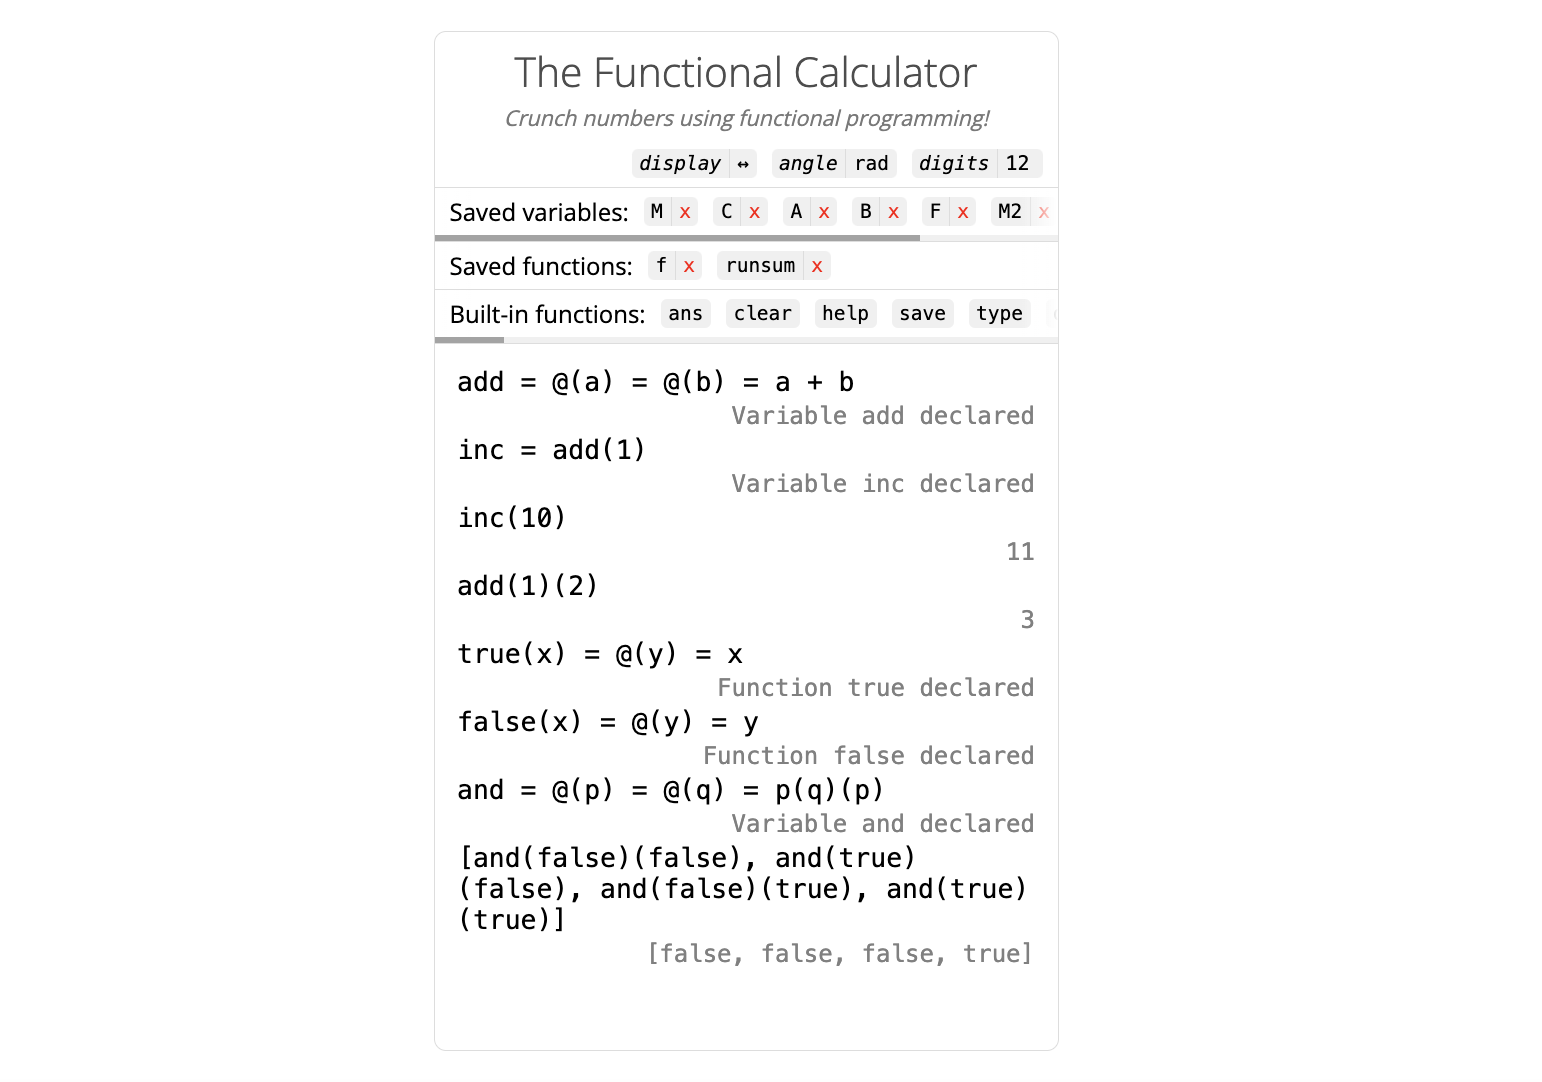 The Functional Calculator
Crunch numbers using functional programming!
display ↔ angle rad digits 12
Saved variables: M x C x A x B x F x M2 x
Saved functions: f x runsum x
Built-in functions: ans clear help save type
add = @(a) = @(b) = a + b
Variable add declared
inc = add(1)
Variable inc declared
inc(10)
11
add(1)(2)
3
true(x) = @(y) = x
Function true declared
false(x) = @(y) = y
Function false declared
and = @(p) = @(q) = p(q)(p)
Variable and declared
[and(false)(false), and(true)
(false), and(false)(true), and(true)
(true)]
[false, false, false, true]